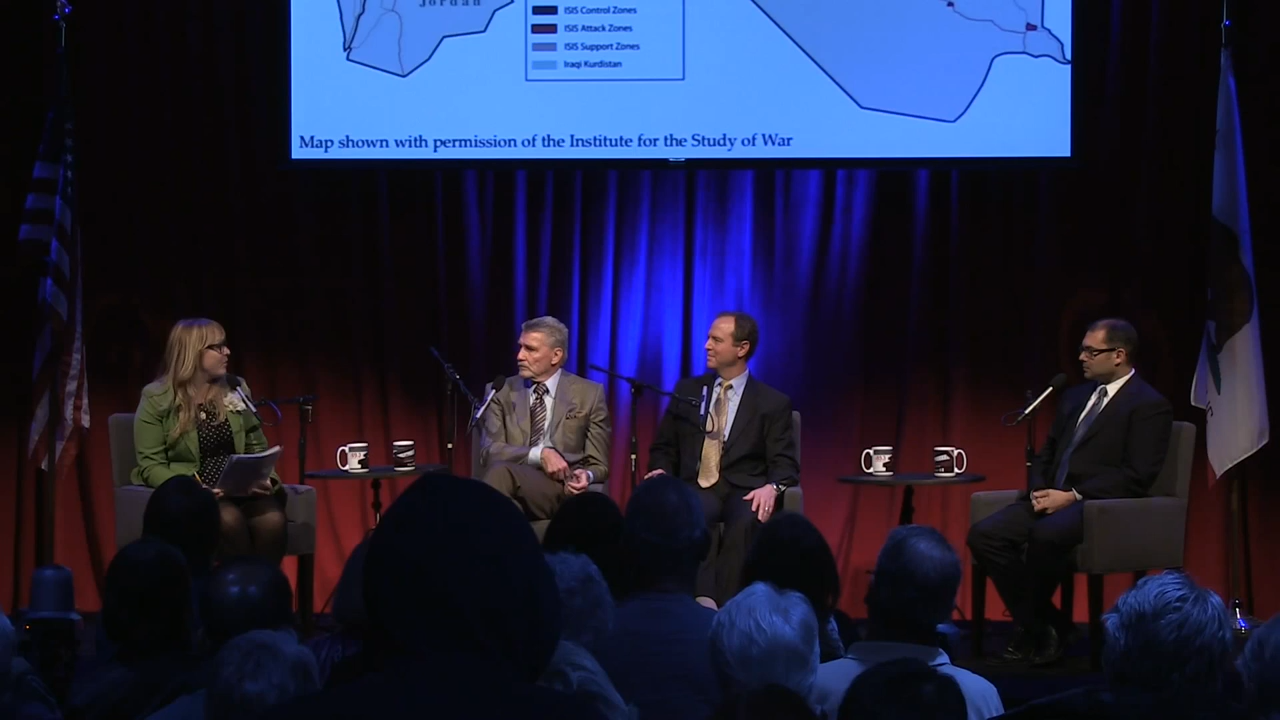 Jordan
ISIS Control Zones
ISIS Attack Zones
ISIS Support Zones
Iraqi Kurdistan
Map shown with permission of the Institute for the Study of War